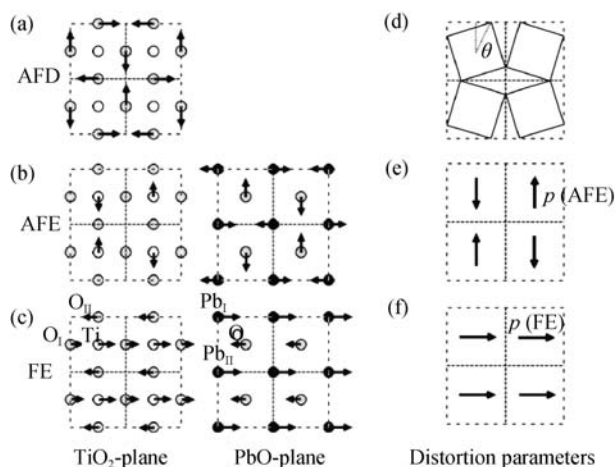 (a)
AFD
(d)
θ
(b)
AFE
(e)
p (AFE)
(c)
O_II
O_I
Ti
FE
Pb_I
O
Pb_II
(f)
p (FE)
TiO₂-plane
PbO-plane
Distortion parameters